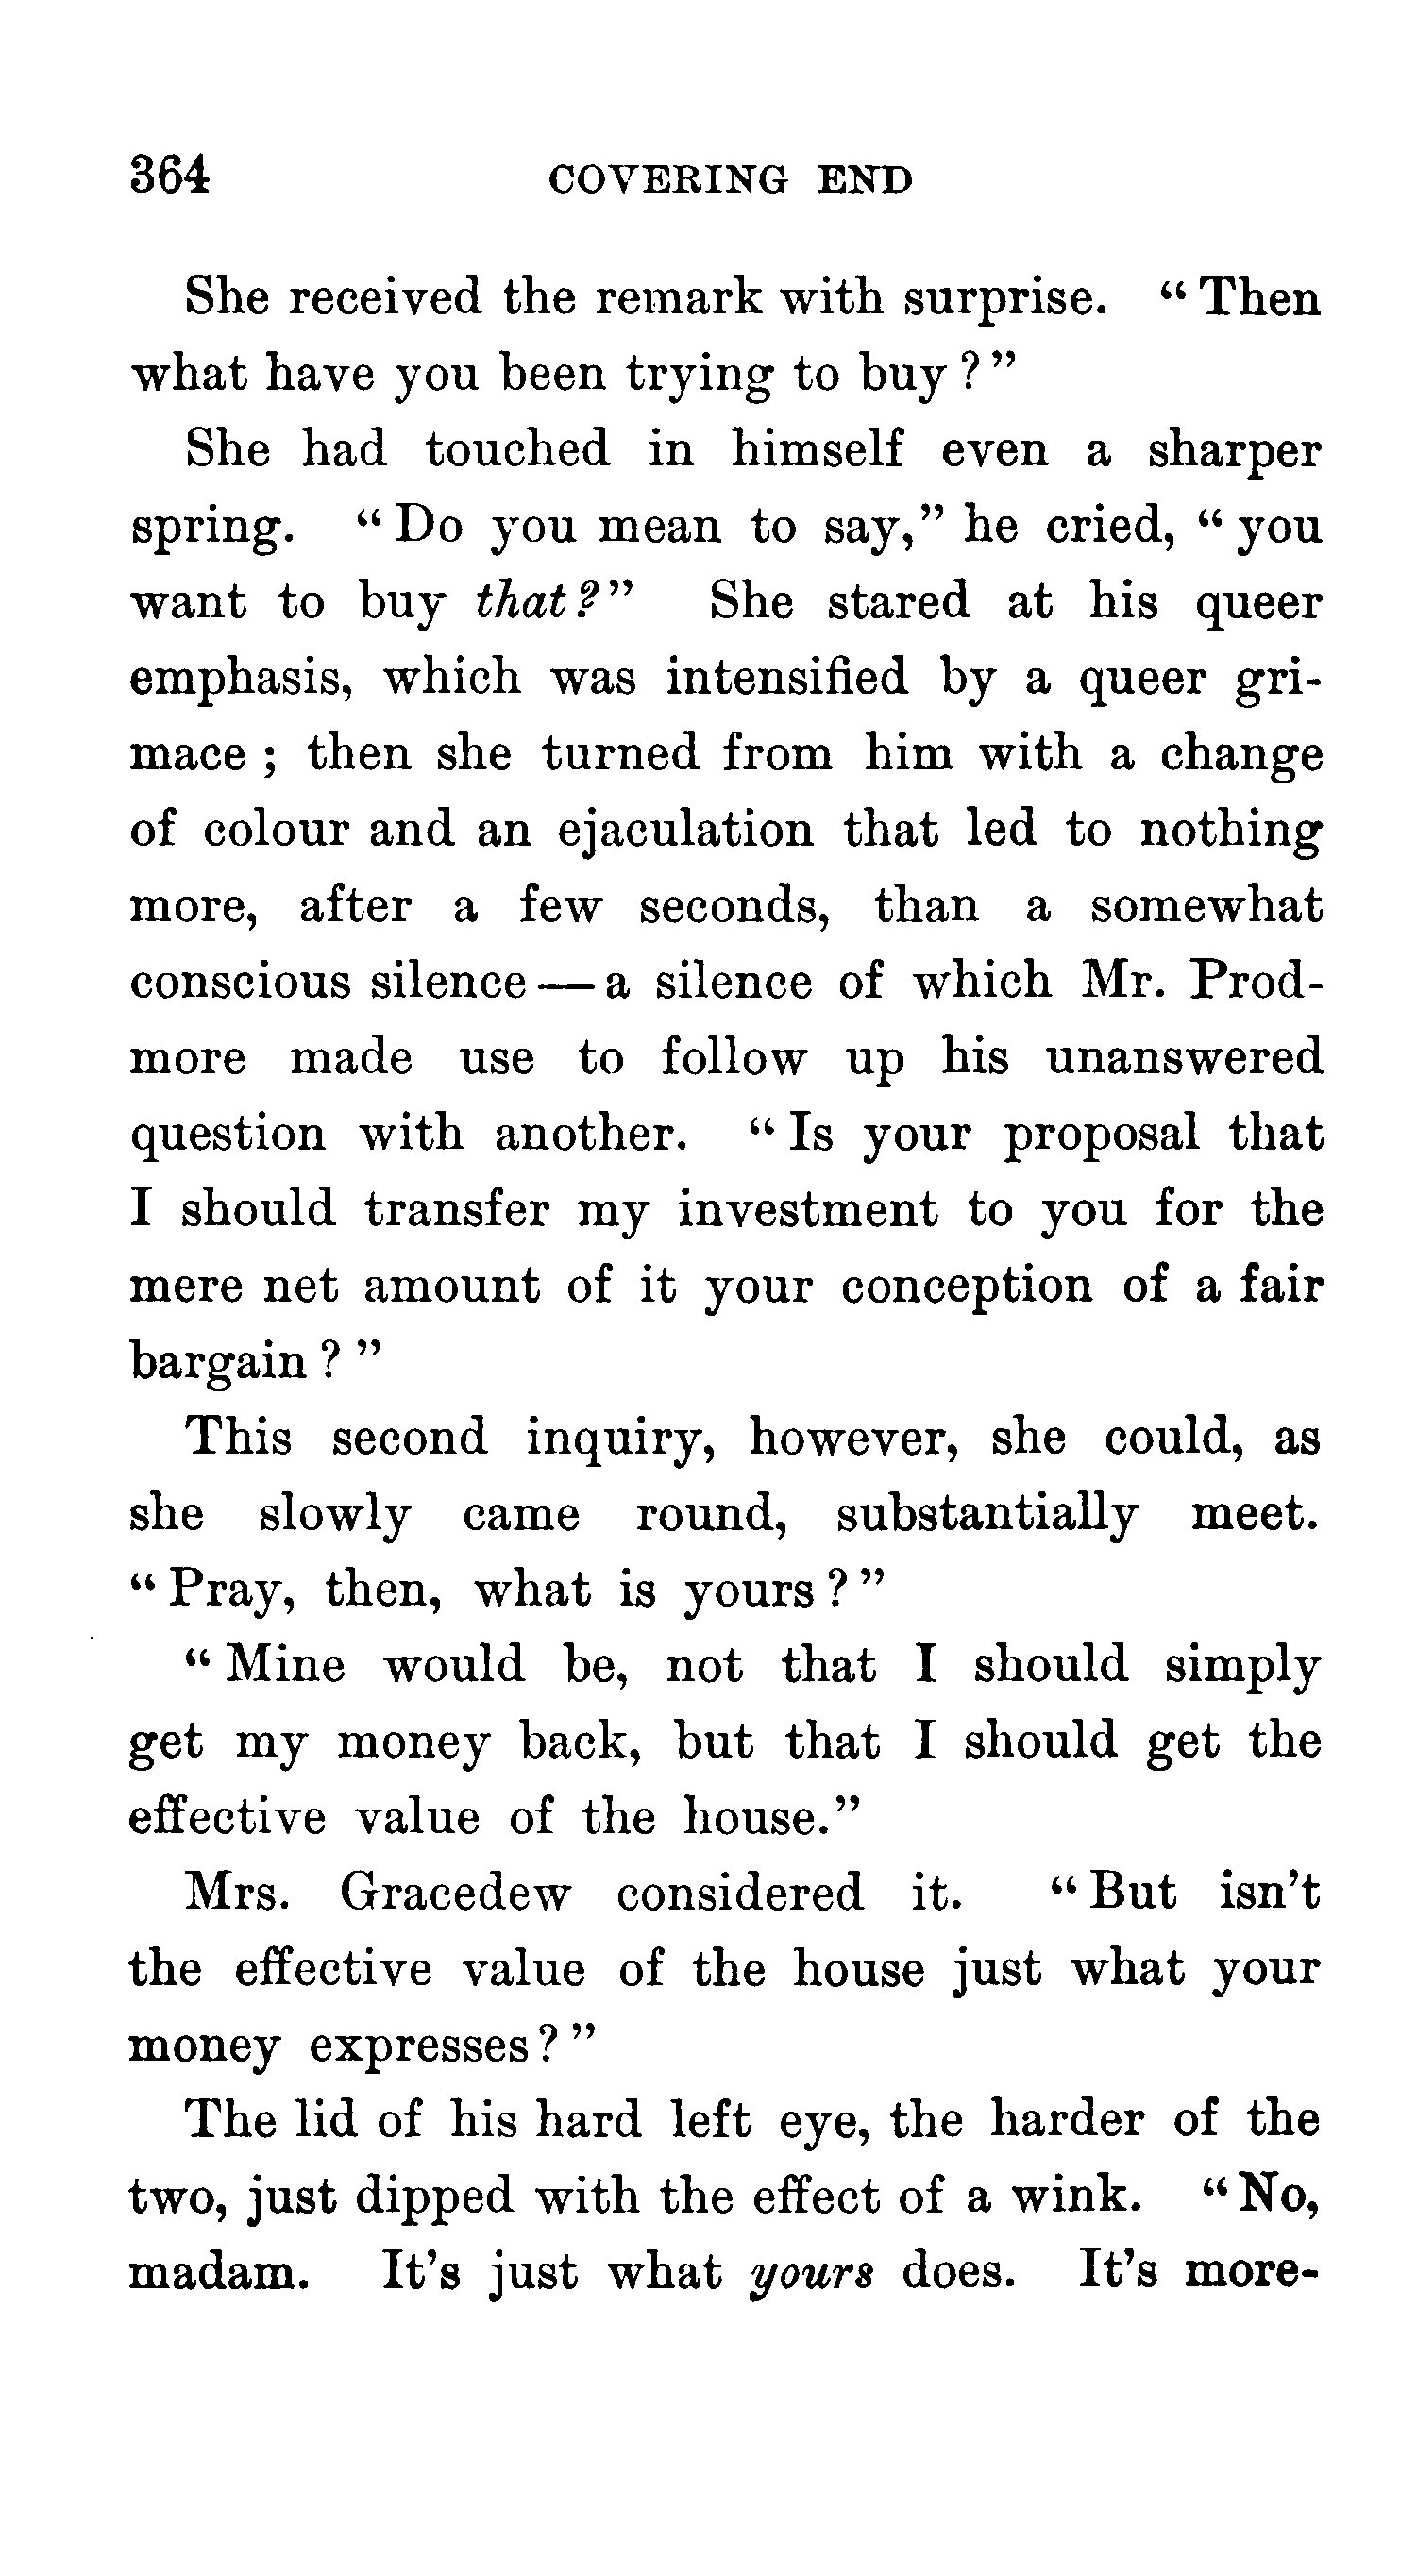 364 COVERING END
She received the remark with surprise. “ Then
what have you been trying to buy ? ”
She had touched in himself even a sharper
spring. “ Do you mean to say,” he cried, “ you
want to buy that ? ” She stared at his queer
emphasis, which was intensified by a queer gri-
mace ; then she turned from him with a change
of colour and an ejaculation that led to nothing
more, after a few seconds, than a somewhat
conscious silence — a silence of which Mr. Prod-
more made use to follow up his unanswered
question with another. “ Is your proposal that
I should transfer my investment to you for the
mere net amount of it your conception of a fair
bargain ? ”
This second inquiry, however, she could, as
she slowly came round, substantially meet.
“ Pray, then, what is yours ? ”
“ Mine would be, not that I should simply
get my money back, but that I should get the
effective value of the house.”
Mrs. Gracedew considered it. “ But isn’t
the effective value of the house just what your
money expresses ? ”
The lid of his hard left eye, the harder of the
two, just dipped with the effect of a wink. “ No,
madam. It’s just what yours does. It’s more-